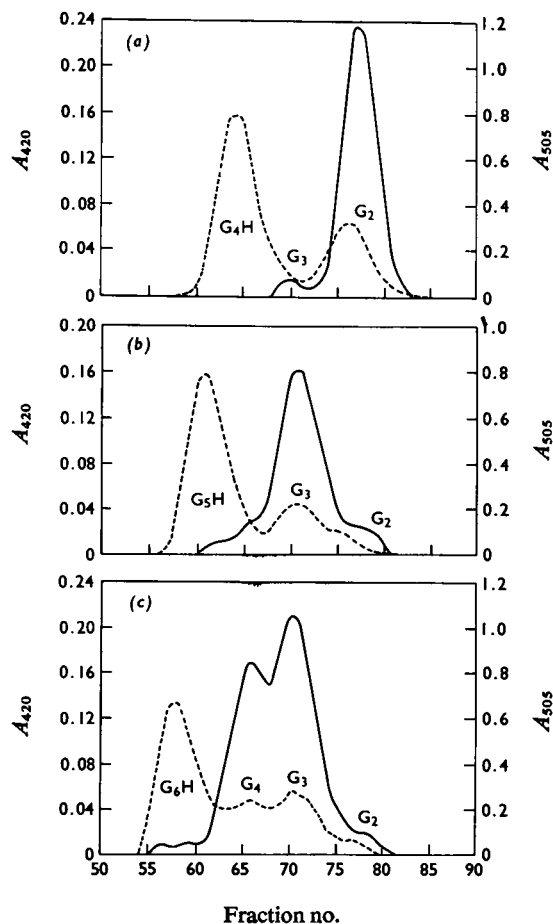 (a)
0.24
0.20
0.16
0.12
0.08
0.04
0
A₄₂₀
1.2
1.0
0.8
0.6
0.4
0.2
0
A₅₀₅
G₄H
G₃
G₂
(b)
0.20
0.16
0.12
0.08
0.04
0
A₄₂₀
1.0
0.8
0.6
0.4
0.2
0
A₅₀₅
G₅H
G₃
G₂
(c)
0.24
0.20
0.16
0.12
0.08
0.04
0
A₄₂₀
1.2
1.0
0.8
0.6
0.4
0.2
0
A₅₀₅
G₆H
G₄
G₃
G₂
50 55 60 65 70 75 80 85 90
Fraction no.